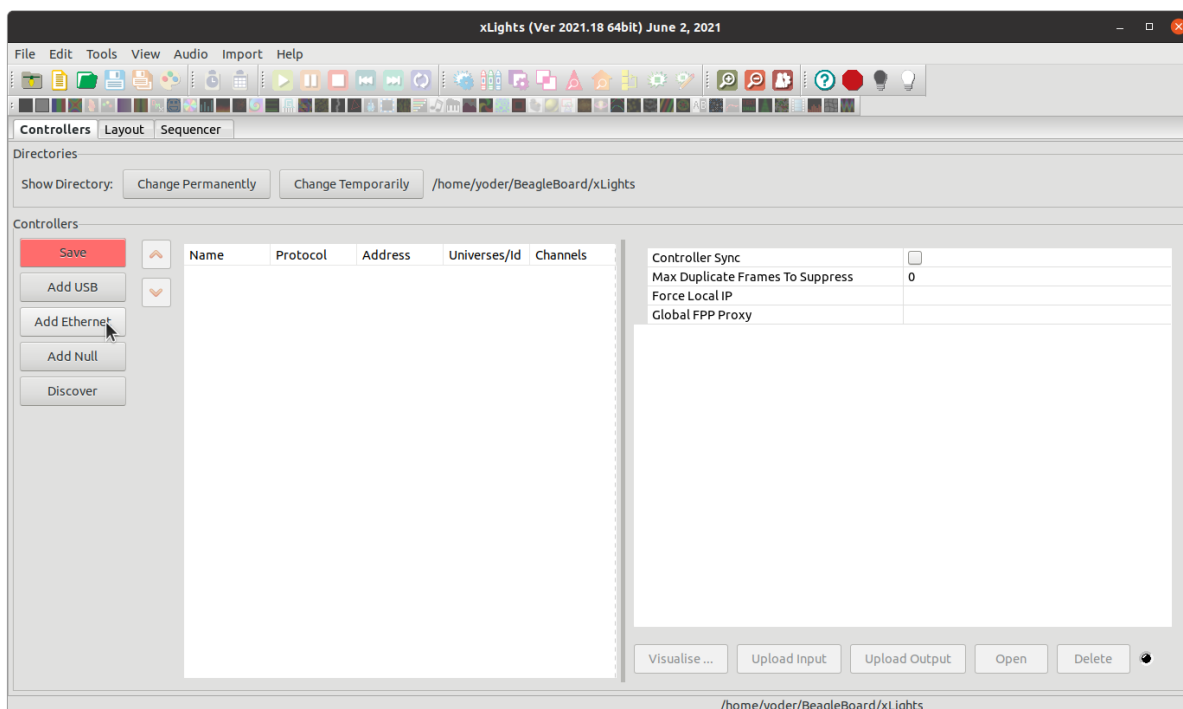 xLights (Ver 2021.18 64bit) June 2, 2021
File Edit Tools View Audio Import Help
Controllers Layout Sequencer
Directories
Show Directory: Change Permanently Change Temporarily /home/yoder/BeagleBoard/xLights
Controllers
Save
Add USB
Add Ethernet
Add Null
Discover
Name Protocol Address Universes/Id Channels
Controller Sync
Max Duplicate Frames To Suppress 0
Force Local IP
Global FPP Proxy
Visualise ... Upload Input Upload Output Open Delete
/home/yoder/BeagleBoard/xLights